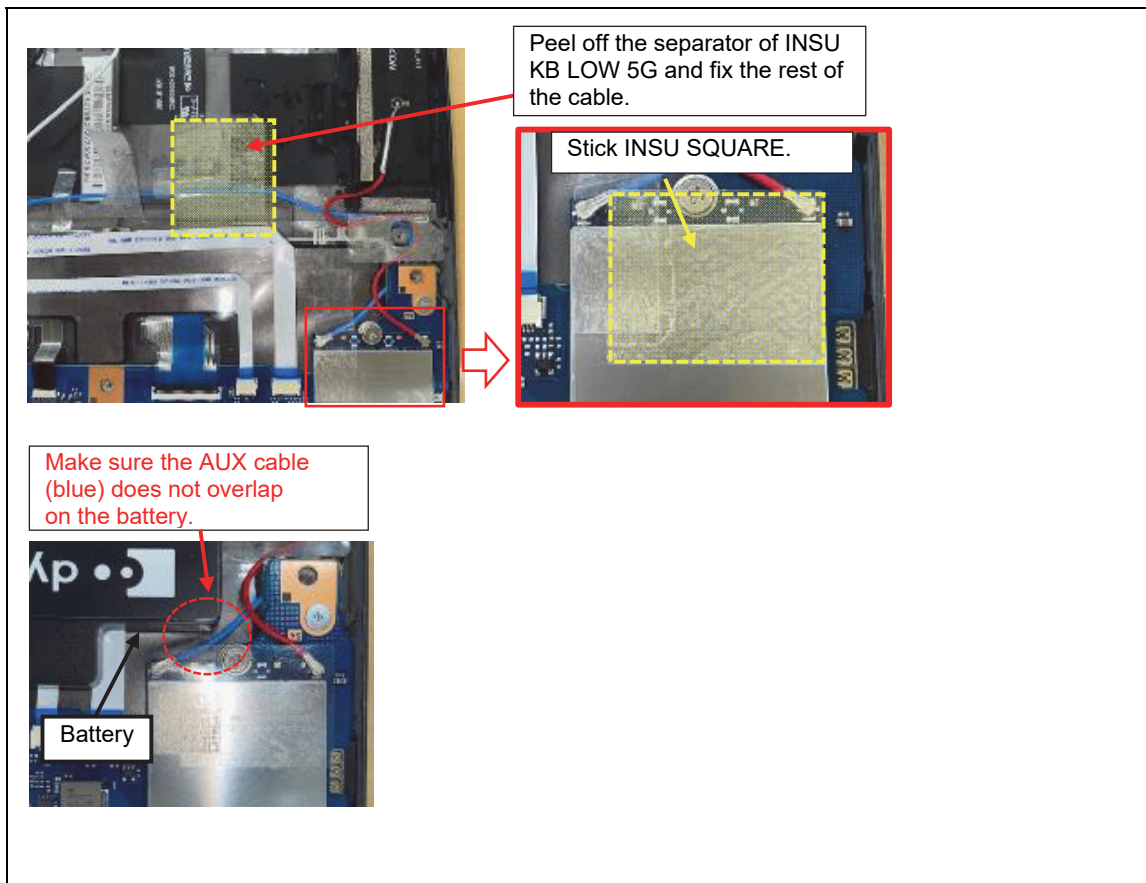 Peel off the separator of INSU
KB LOW 5G and fix the rest of
the cable.
Stick INSU SQUARE.
Make sure the AUX cable
(blue) does not overlap
on the battery.
Battery